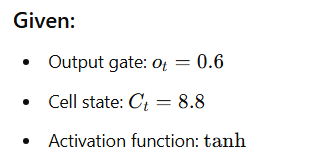 Given:
• Output gate: oₜ = 0.6
• Cell state: Cₜ = 8.8
• Activation function: tanh